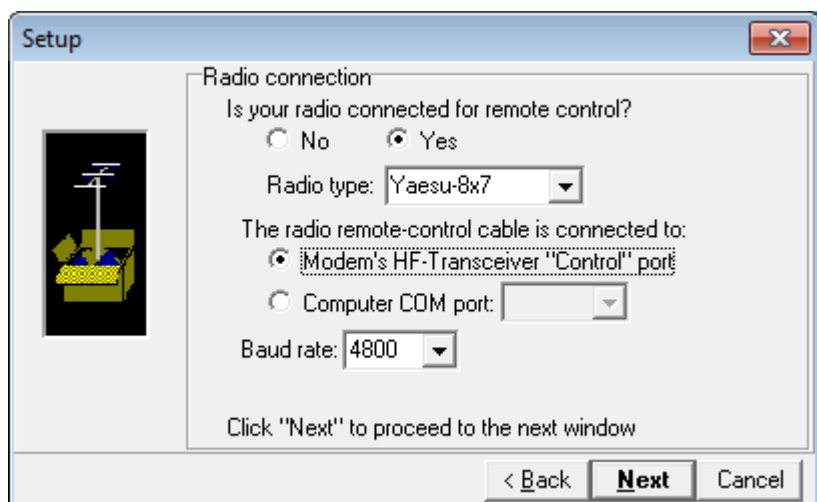 Setup
Radio connection
Is your radio connected for remote control?
No Yes
Radio type: Yaesu-8x7
The radio remote-control cable is connected to:
Modem's HF-Transceiver "Control" port
Computer COM port:
Baud rate: 4800
Click "Next" to proceed to the next window
< Back Next Cancel